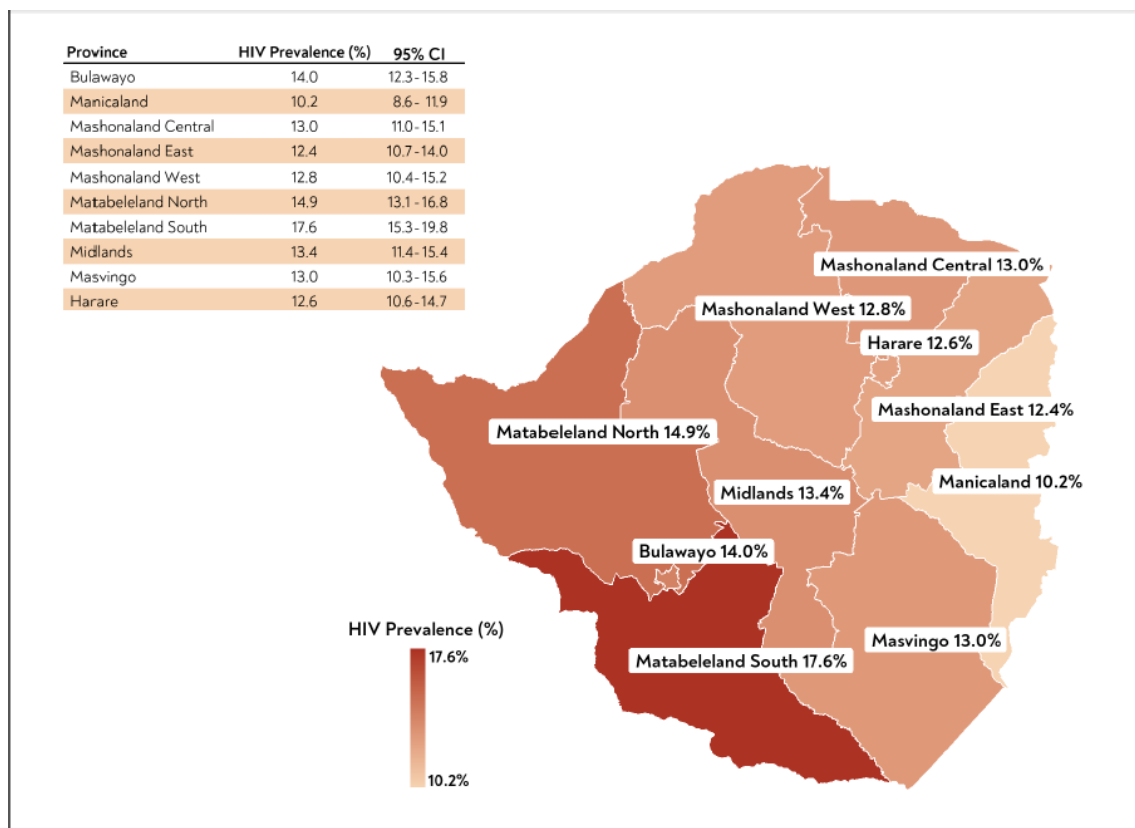 Province HIV Prevalence (%) 95% CI
Bulawayo 14.0 12.3-15.8
Manicaland 10.2 8.6- 11.9
Mashonaland Central 13.0 11.0-15.1
Mashonaland East 12.4 10.7-14.0
Mashonaland West 12.8 10.4-15.2
Matabeleland North 14.9 13.1-16.8
Matabeleland South 17.6 15.3-19.8
Midlands 13.4 11.4-15.4
Masvingo 13.0 10.3-15.6
Harare 12.6 10.6-14.7
Mashonaland Central 13.0%
Mashonaland West 12.8%
Harare 12.6%
Mashonaland East 12.4%
Matabeleland North 14.9%
Manicaland 10.2%
Midlands 13.4%
Bulawayo 14.0%
Masvingo 13.0%
Matabeleland South 17.6%
HIV Prevalence (%)
17.6%
10.2%